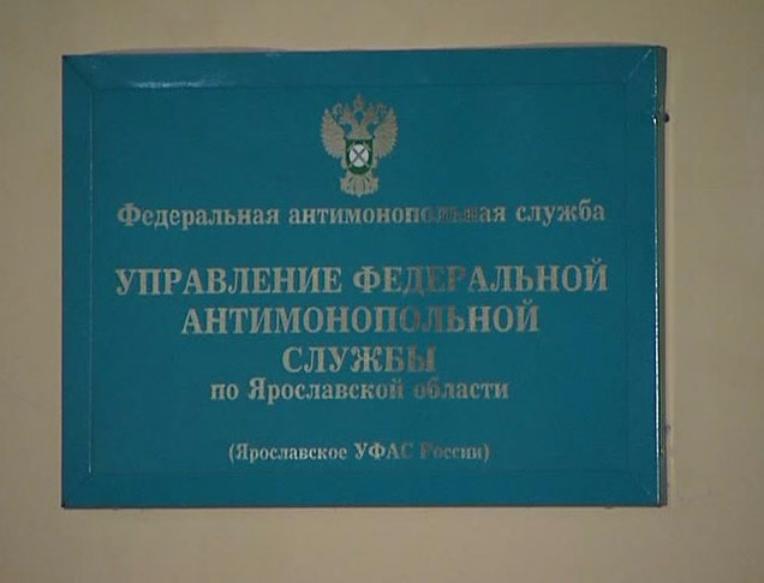 Федеральная антимонопольная служба
УПРАВЛЕНИЕ ФЕДЕРАЛЬНОЙ
АНТИМОНОПОЛЬНОЙ
СЛУЖБЫ
по Ярославской области
(Ярославское УФАС России)